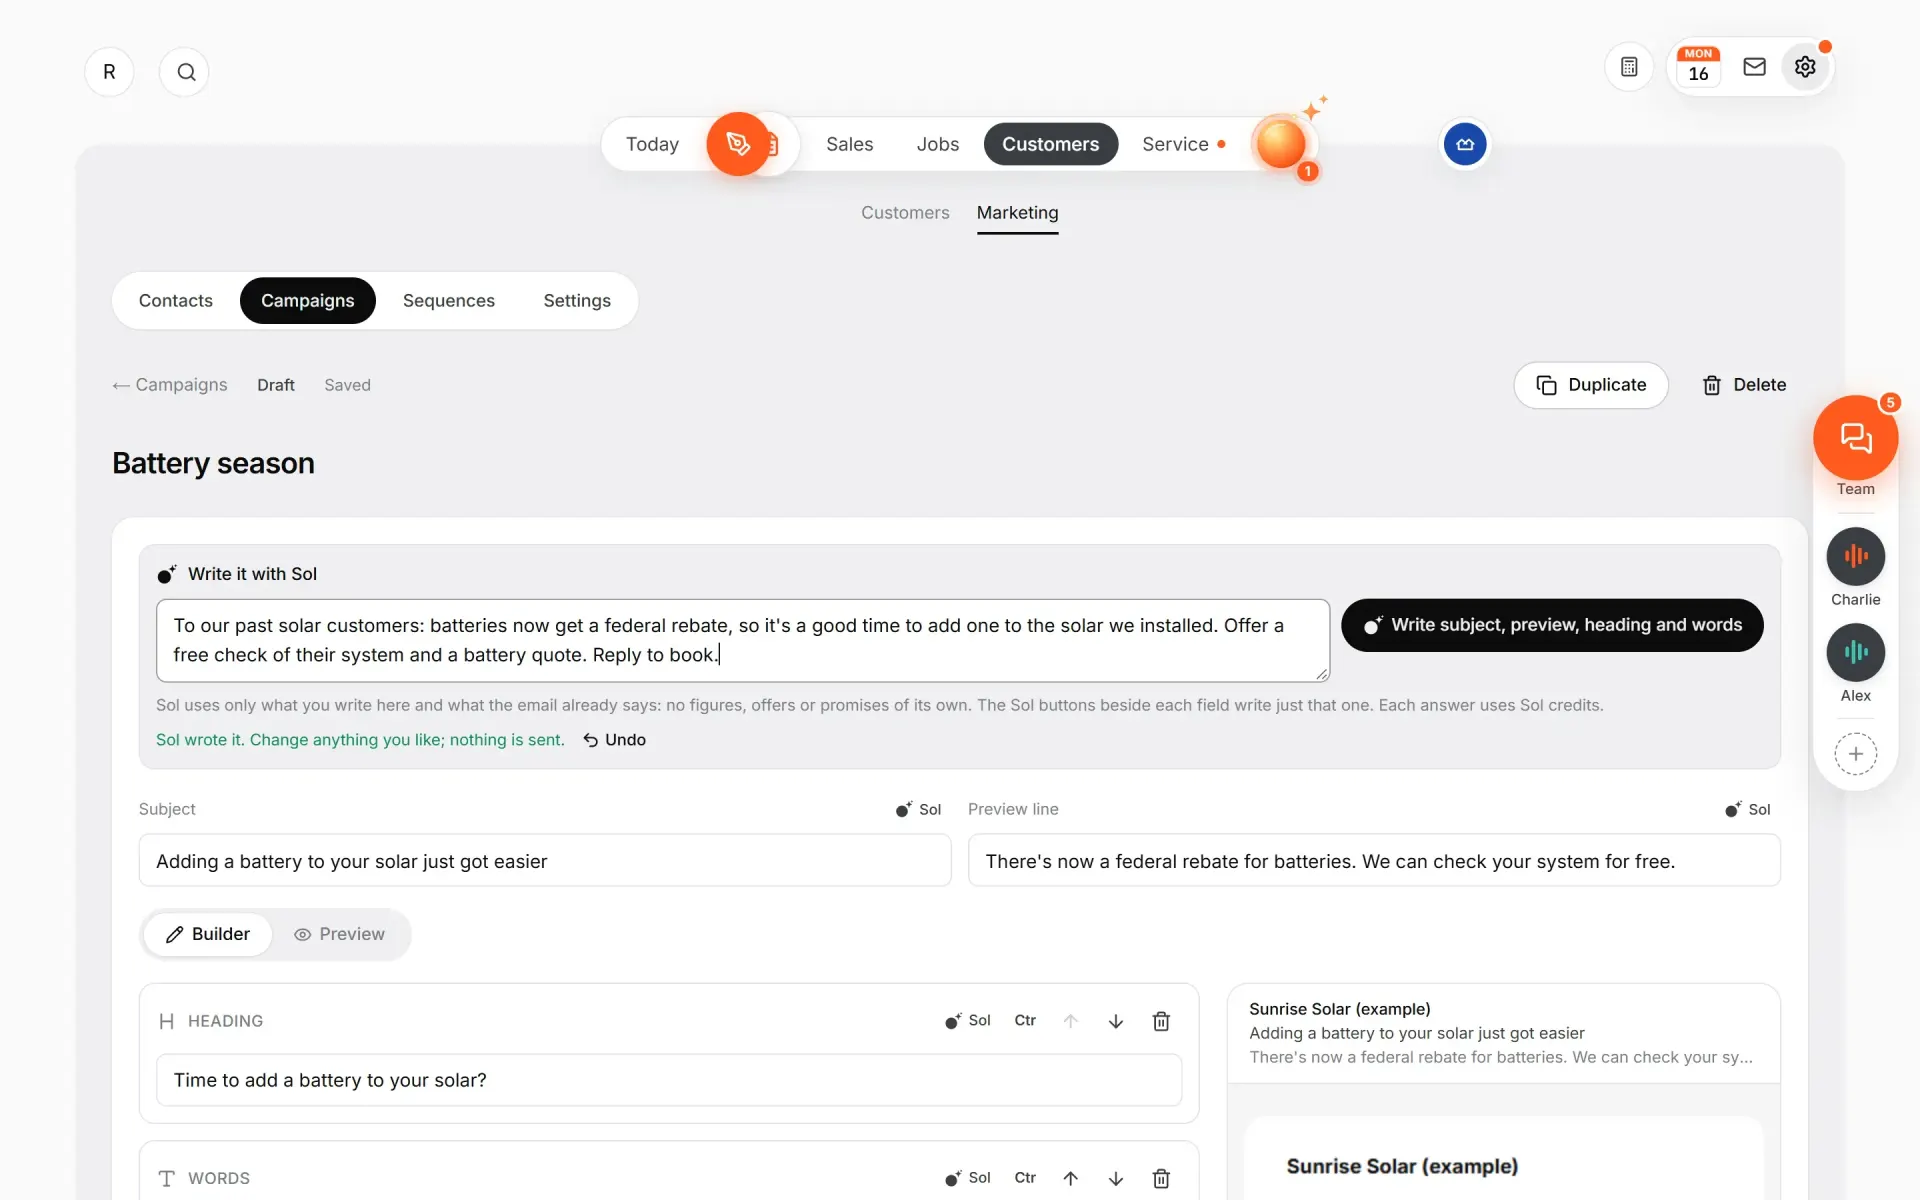 R
MON
16
Today
Sales
Jobs
Customers
Service
1
Customers
Marketing
Contacts
Campaigns
Sequences
Settings
← Campaigns
Draft
Saved
Duplicate
Delete
5
Team
Charlie
Alex
Battery season
Write it with Sol
To our past solar customers: batteries now get a federal rebate, so it's a good time to add one to the solar we installed. Offer a
free check of their system and a battery quote. Reply to book.
Write subject, preview, heading and words
Sol uses only what you write here and what the email already says: no figures, offers or promises of its own. The Sol buttons beside each field write just that one. Each answer uses Sol credits.
Sol wrote it. Change anything you like; nothing is sent.
Undo
Subject
Sol
Preview line
Sol
Adding a battery to your solar just got easier
There's now a federal rebate for batteries. We can check your system for free.
Builder
Preview
HEADING
Sol
Ctr
Time to add a battery to your solar?
WORDS
Sol
Ctr
Sunrise Solar (example)
Adding a battery to your solar just got easier
There's now a federal rebate for batteries. We can check your sy...
Sunrise Solar (example)